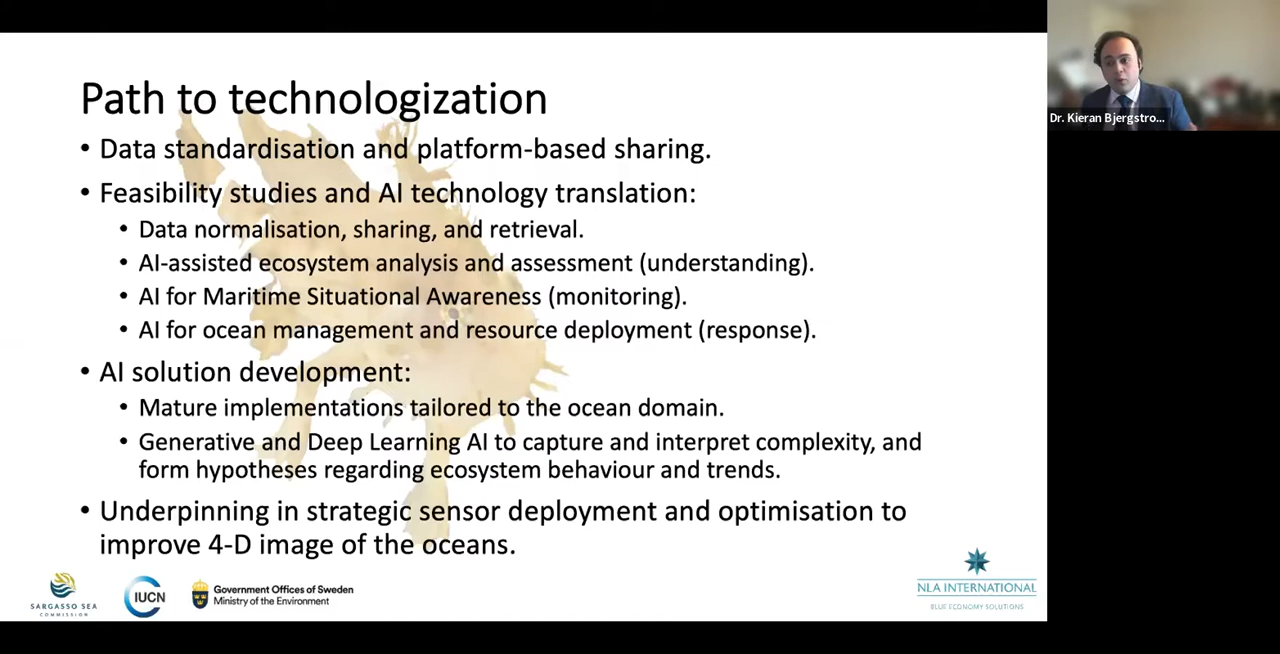 Path to technologization
• Data standardisation and platform-based sharing.
• Feasibility studies and AI technology translation:
• Data normalisation, sharing, and retrieval.
• AI-assisted ecosystem analysis and assessment (understanding).
• AI for Maritime Situational Awareness (monitoring).
• AI for ocean management and resource deployment (response).
• AI solution development:
• Mature implementations tailored to the ocean domain.
• Generative and Deep Learning AI to capture and interpret complexity, and
form hypotheses regarding ecosystem behaviour and trends.
• Underpinning in strategic sensor deployment and optimisation to
improve 4-D image of the oceans.
SARGASSO SEA
COMMISSION
IUCN
Government Offices of Sweden
Ministry of the Environment
NLA INTERNATIONAL
BLUE ECONOMY SOLUTIONS
Dr. Kieran Bjergstro...